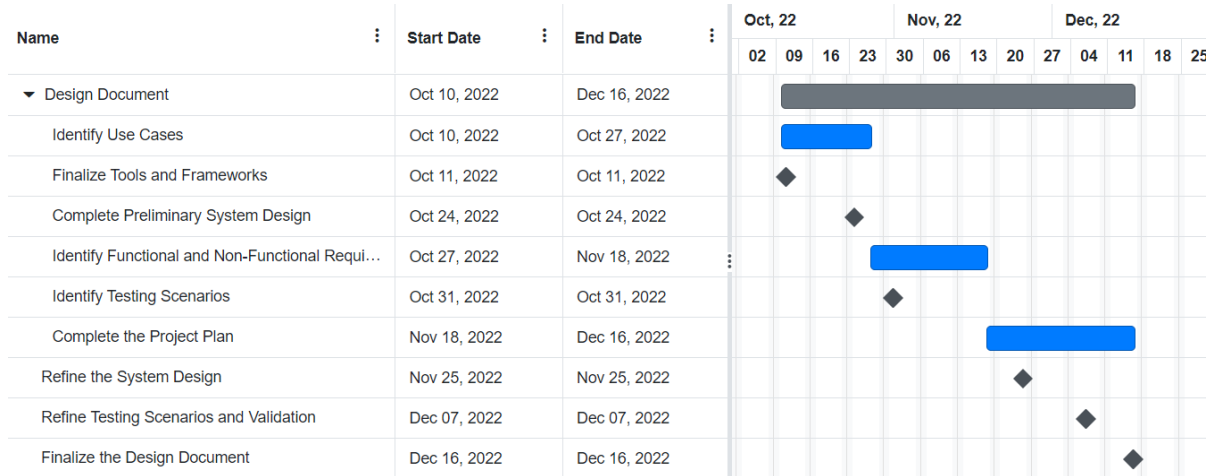 Name Start Date End Date Oct, 22 Nov, 22 Dec, 22
02 09 16 23 30 06 13 20 27 04 11 18 25
Design Document Oct 10, 2022 Dec 16, 2022
Identify Use Cases Oct 10, 2022 Oct 27, 2022
Finalize Tools and Frameworks Oct 11, 2022 Oct 11, 2022
Complete Preliminary System Design Oct 24, 2022 Oct 24, 2022
Identify Functional and Non-Functional Requi... Oct 27, 2022 Nov 18, 2022
Identify Testing Scenarios Oct 31, 2022 Oct 31, 2022
Complete the Project Plan Nov 18, 2022 Dec 16, 2022
Refine the System Design Nov 25, 2022 Nov 25, 2022
Refine Testing Scenarios and Validation Dec 07, 2022 Dec 07, 2022
Finalize the Design Document Dec 16, 2022 Dec 16, 2022